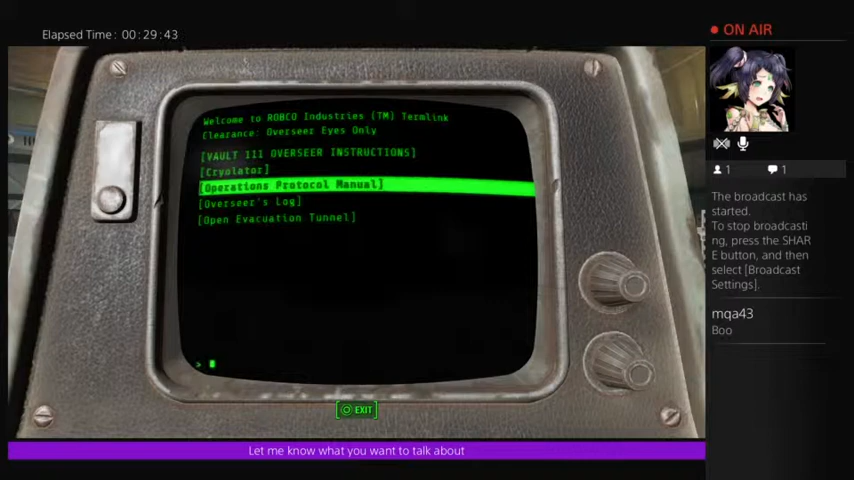 Elapsed Time: 00:29:43
ON AIR
Welcome to ROBCO Industries (TM) Termlink
Clearance: Overseer Eyes Only
[VAULT 111 OVERSEER INSTRUCTIONS]
[Cryolator]
[Operations Protocol Manual]
[Overseer's Log]
[Open Evacuation Tunnel]
>
EXIT
Let me know what you want to talk about
1
1
The broadcast has
started.
To stop broadcasti
ng, press the SHAR
E button, and then
select [Broadcast
Settings].
mqa43
Boo